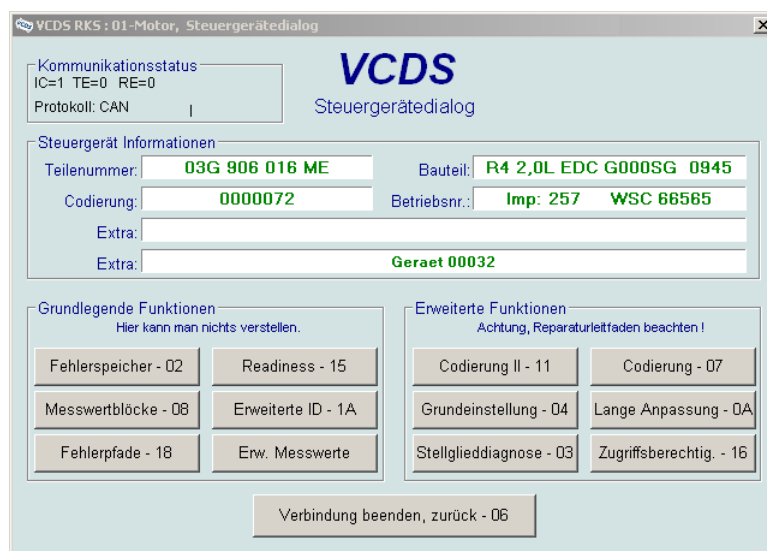 VCDS RKS : 01-Motor, Steuergerätedialog
Kommunikationsstatus
IC=1 TE=0 RE=0
Protokoll: CAN |
VCDS
Steuergerätedialog
Steuergerät Informationen
Teilenummer: 03G 906 016 ME
Bauteil: R4 2,0L EDC G000SG 0945
Codierung: 0000072
Betriebsnr.: Imp: 257 WSC 66565
Extra:
Extra: Geraet 00032
Grundlegende Funktionen
Hier kann man nichts verstellen.
Fehlerspeicher - 02
Readiness - 15
Messwertblöcke - 08
Erweiterte ID - 1A
Fehlerpfade - 18
Erw. Messwerte
Erweiterte Funktionen
Achtung, Reparaturleitfaden beachten !
Codierung II - 11
Codierung - 07
Grundeinstellung - 04
Lange Anpassung - 0A
Stellglieddiagnose - 03
Zugriffsberechtig. - 16
Verbindung beenden, zurück - 06